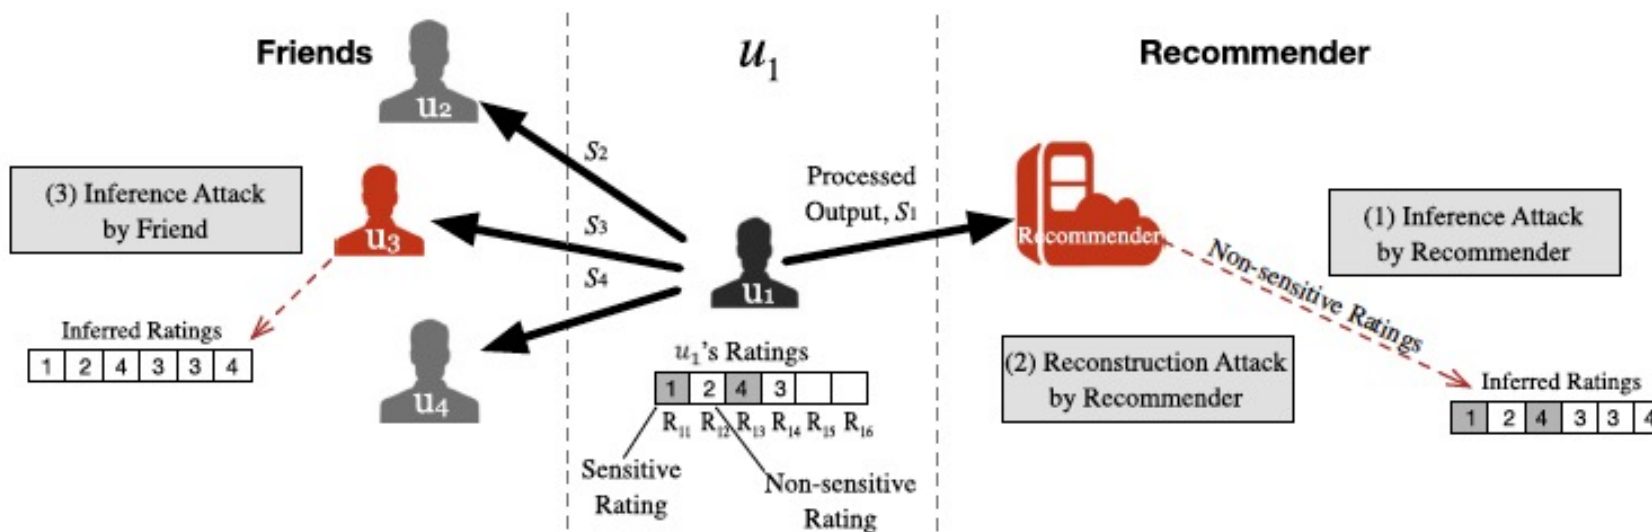 Friends
u2
S2
(3) Inference Attack
by Friend
u3
S3
S4
Inferred Ratings
1 2 4 3 3 4
u4
u1
Processed
Output, S1
u1
u1's Ratings
1 2 4 3
R11 R12 R13 R14 R15 R16
Sensitive
Rating
Non-sensitive
Rating
Recommender
Recommender
(1) Inference Attack
by Recommender
Non-sensitive Ratings
(2) Reconstruction Attack
by Recommender
Inferred Ratings
1 2 4 3 3 4